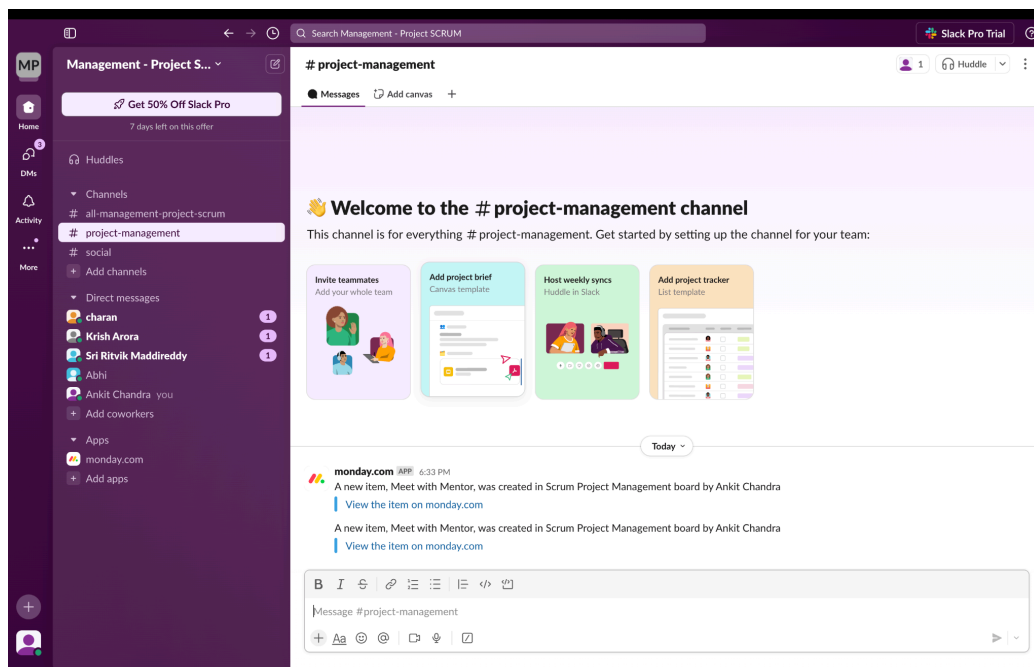 Search Management - Project SCRUM
Slack Pro Trial
MP
Home
3
DMs
Activity
More
Management - Project S...
Get 50% Off Slack Pro
7 days left on this offer
Huddles
Channels
# all-management-project-scrum
# project-management
# social
+ Add channels
Direct messages
charan 1
Krish Arora 1
Sri Ritvik Maddireddy 1
Abhi
Ankit Chandra you
+ Add coworkers
Apps
monday.com
+ Add apps
# project-management
1
Huddle
Messages
Add canvas
+
👋 Welcome to the # project-management channel
This channel is for everything # project-management. Get started by setting up the channel for your team:
Invite teammates
Add your whole team
Add project brief
Canvas template
Host weekly syncs
Huddle in Slack
Add project tracker
List template
Today
monday.com APP 6:33 PM
A new item, Meet with Mentor, was created in Scrum Project Management board by Ankit Chandra
View the item on monday.com
A new item, Meet with Mentor, was created in Scrum Project Management board by Ankit Chandra
View the item on monday.com
B I S
Message #project-management
+ Aa @